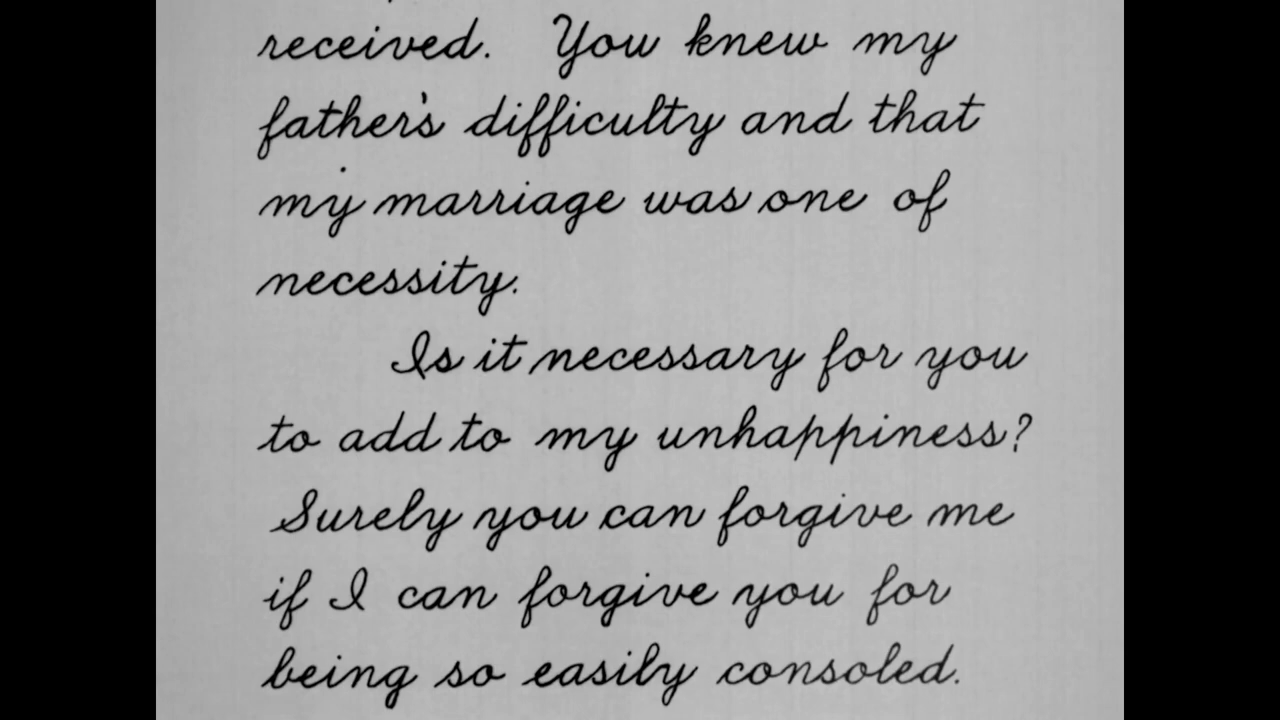 received. You knew my
father's difficulty and that
my marriage was one of
necessity.
Is it necessary for you
to add to my unhappiness?
Surely you can forgive me
if I can forgive you for
being so easily consoled.